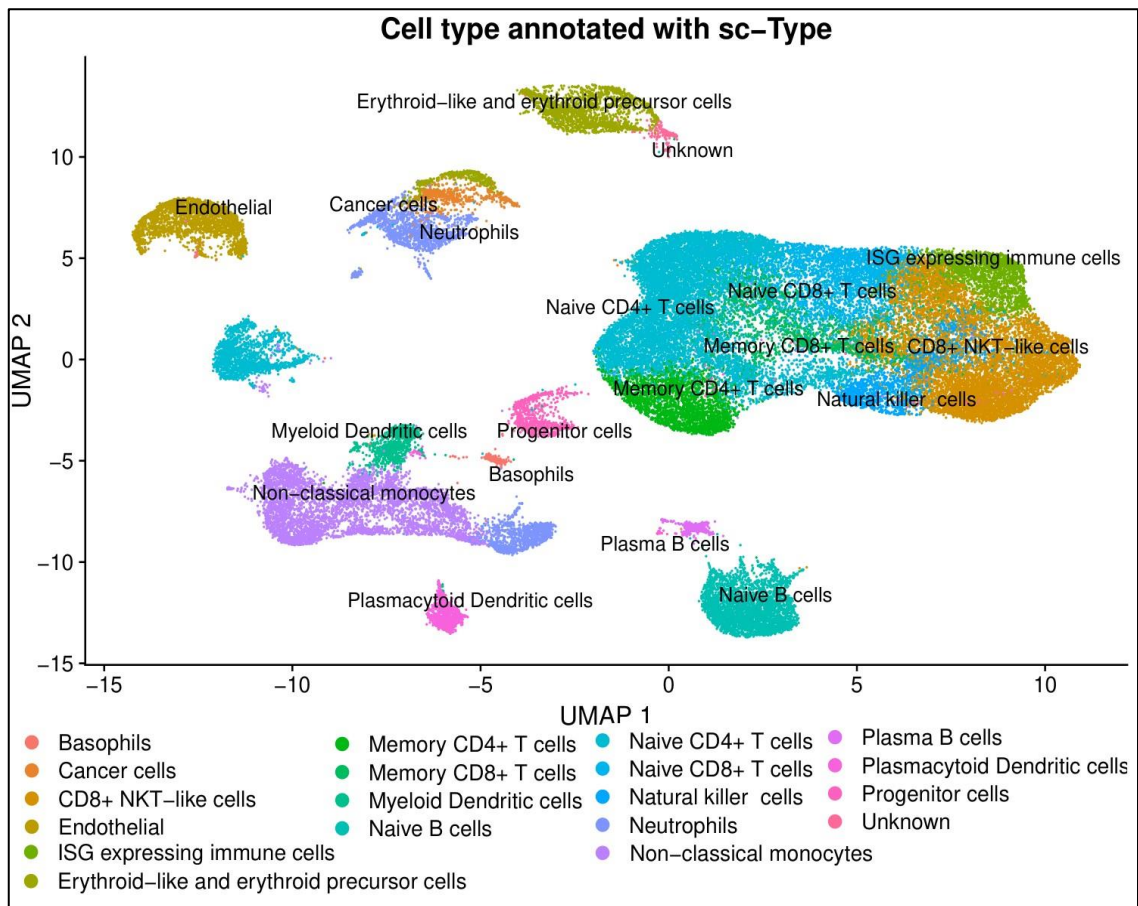 Cell type annotated with sc−Type
Erythroid−like and erythroid precursor cells
Unknown
Endothelial
Cancer cells
Neutrophils
ISG expressing immune cells
Naive CD8+ T cells
Naive CD4+ T cells
Memory CD8+ T cells
CD8+ NKT−like cells
Memory CD4+ T cells
Natural killer  cells
Myeloid Dendritic cells
Progenitor cells
Basophils
Non−classical monocytes
Plasma B cells
Plasmacytoid Dendritic cells
Naive B cells
UMAP 2
10
5
0
−5
−10
−15
−15
−10
−5
0
5
10
UMAP 1
Basophils
Cancer cells
CD8+ NKT−like cells
Endothelial
ISG expressing immune cells
Erythroid−like and erythroid precursor cells
Memory CD4+ T cells
Memory CD8+ T cells
Myeloid Dendritic cells
Naive B cells
Naive CD4+ T cells
Naive CD8+ T cells
Natural killer  cells
Neutrophils
Non−classical monocytes
Plasma B cells
Plasmacytoid Dendritic cells
Progenitor cells
Unknown